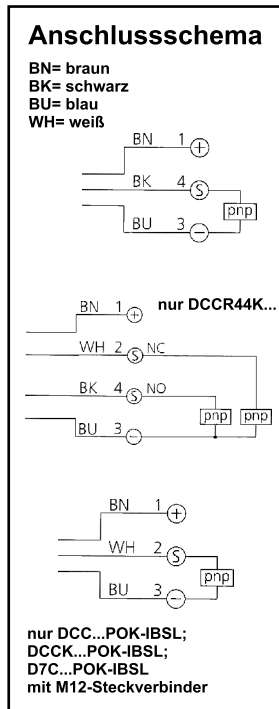 Anschlussschema
BN= braun
BK= schwarz
BU= blau
WH= weiß
BN 1 +
BK 4 S
pnp
BU 3 −
nur DCCR44K...
BN 1 +
WH 2 S NC
BK 4 S NO
pnp pnp
BU 3 −
BN 1 +
WH 2 S
pnp
BU 3 −
nur DCC...POK-IBSL;
DCCK...POK-IBSL;
D7C...POK-IBSL
mit M12-Steckverbinder